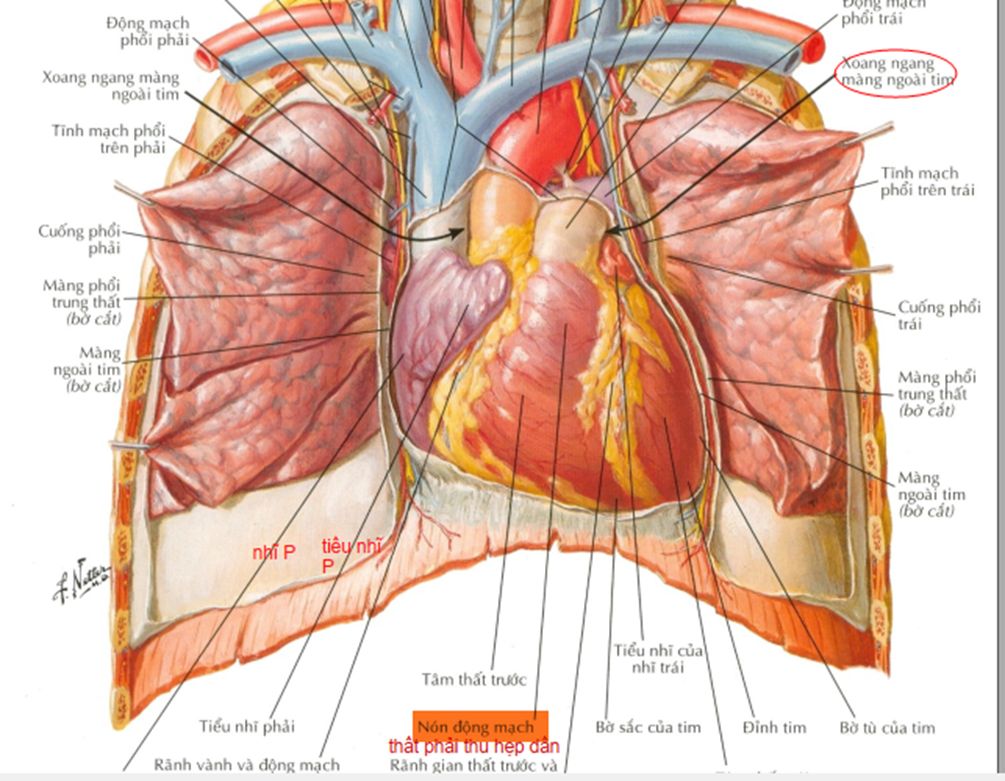 Động mạch
phổi phải
Động mạch
phổi trái
Xoang ngang màng
ngoài tim
Xoang ngang
màng ngoài tim
Tĩnh mạch phổi
trên phải
Tĩnh mạch
phổi trên trái
Cuống phổi
phải
Màng phổi
trung thất
(bờ cắt)
Cuống phổi
trái
Màng
ngoài tim
(bờ cắt)
Màng phổi
trung thất
(bờ cắt)
Màng
ngoài tim
(bờ cắt)
nhĩ P
tiêu nhĩ
P
F. Netter
Tiểu nhĩ của
nhĩ trái
Tâm thất trước
Tiểu nhĩ phải
Nón động mạch
Bờ sắc của tim
Đỉnh tim
Bờ tù của tim
thất phải thu hẹp dần
Rãnh vành và động mạch
Rãnh gian thất trước và